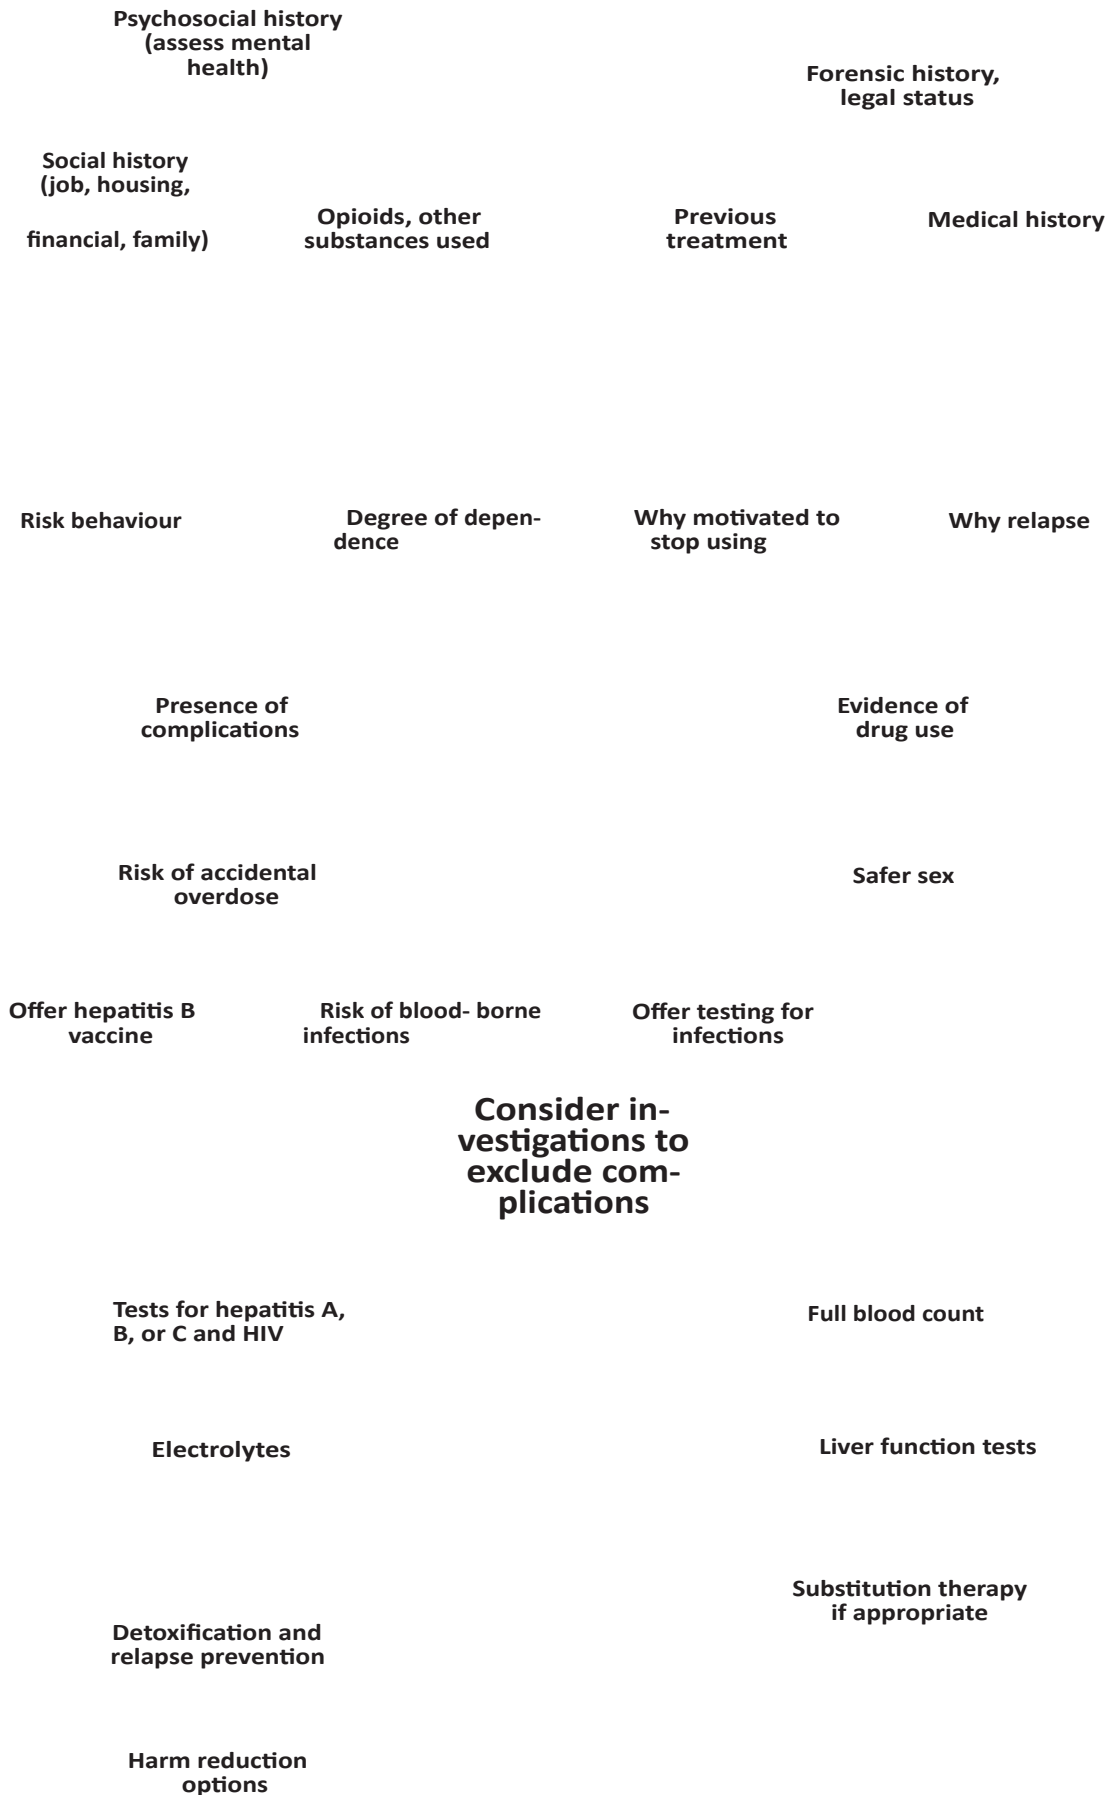 Psychosocial history
(assess mental
health)
Forensic history,
legal status
Social history
(job, housing,
financial, family)
Opioids, other
substances used
Previous
treatment
Medical history
Risk behaviour
Degree of depen-
dence
Why motivated to
stop using
Why relapse
Presence of
complications
Evidence of
drug use
Risk of accidental
overdose
Safer sex
Offer hepatitis B
vaccine
Risk of blood- borne
infections
Offer testing for
infections
Consider in-
vestigations to
exclude com-
plications
Tests for hepatitis A,
B, or C and HIV
Full blood count
Electrolytes
Liver function tests
Substitution therapy
if appropriate
Detoxification and
relapse prevention
Harm reduction
options